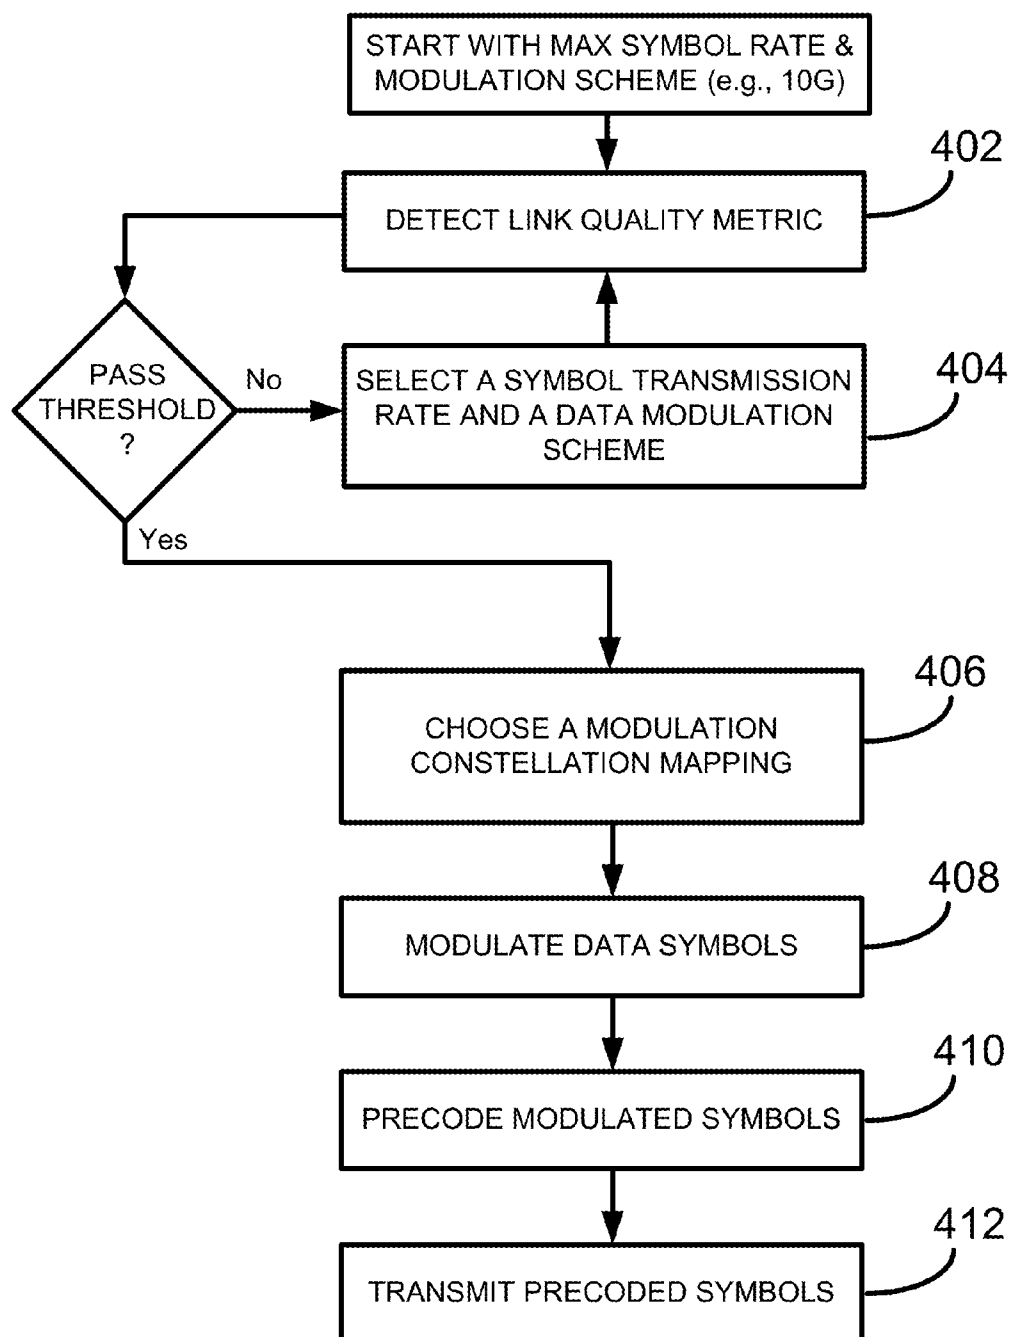 START WITH MAX SYMBOL RATE &
MODULATION SCHEME (e.g., 10G)
402
DETECT LINK QUALITY METRIC
404
PASS
THRESHOLD
?
No
SELECT A SYMBOL TRANSMISSION
RATE AND A DATA MODULATION
SCHEME
Yes
406
CHOOSE A MODULATION
CONSTELLATION MAPPING
408
MODULATE DATA SYMBOLS
410
PRECODE MODULATED SYMBOLS
412
TRANSMIT PRECODED SYMBOLS